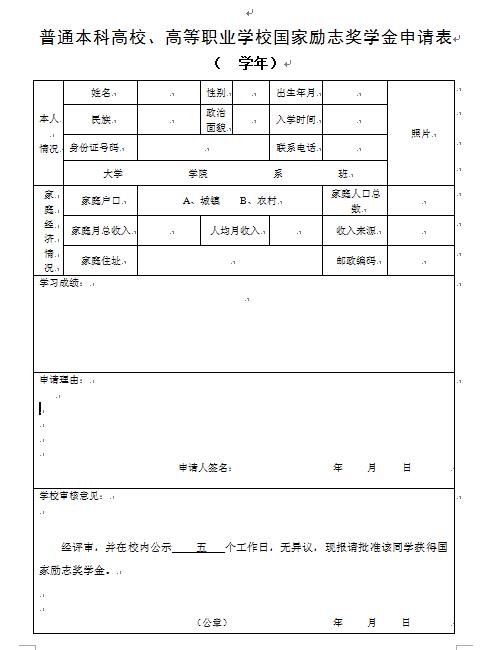 普通本科高校、高等职业学校国家励志奖学金申请表
（　学年）
本人
情况
姓名
性别
出生年月
照片
民族
政治
面貌
入学时间
身份证号码
联系电话
大学　　学院　　系　　班
家
庭
经
济
情
况
家庭户口
A、城镇　B、农村
家庭人口总
数
家庭月总收入
人均月收入
收入来源
家庭住址
邮政编码
学习成绩：
申请理由：
申请人签名：　　年　月　日
学校审核意见：
经评审，并在校内公示　五　个工作日，无异议，现报请批准该同学获得国
家励志奖学金。
（公章）　　年　月　日